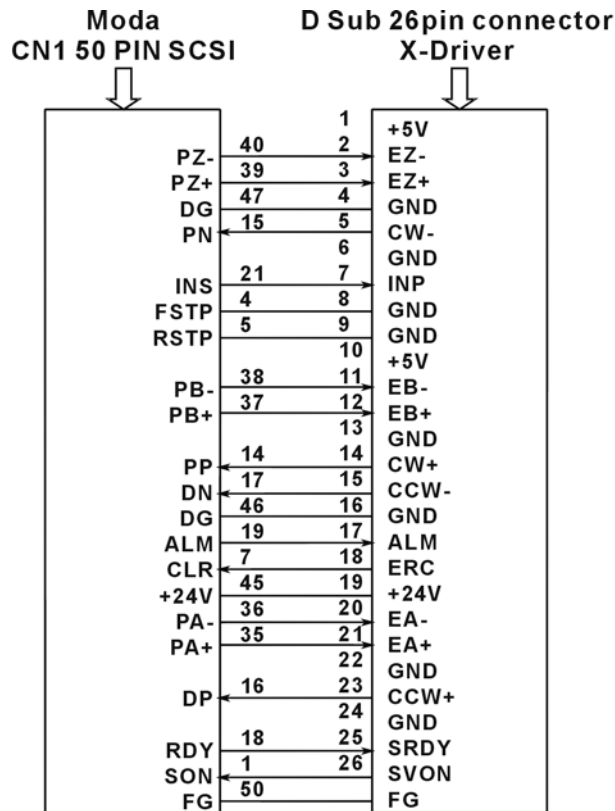 Moda D Sub 26pin connector
CN1 50 PIN SCSI X-Driver
1 +5V
PZ- 40 2 EZ-
PZ+ 39 3 EZ+
DG 47 4 GND
PN 15 5 CW-
6 GND
INS 21 7 INP
FSTP 4 8 GND
RSTP 5 9 GND
10 +5V
PB- 38 11 EB-
PB+ 37 12 EB+
13 GND
PP 14 14 CW+
DN 17 15 CCW-
DG 46 16 GND
ALM 19 17 ALM
CLR 7 18 ERC
+24V 45 19 +24V
PA- 36 20 EA-
PA+ 35 21 EA+
22 GND
DP 16 23 CCW+
24 GND
RDY 18 25 SRDY
SON 1 26 SVON
FG 50 FG